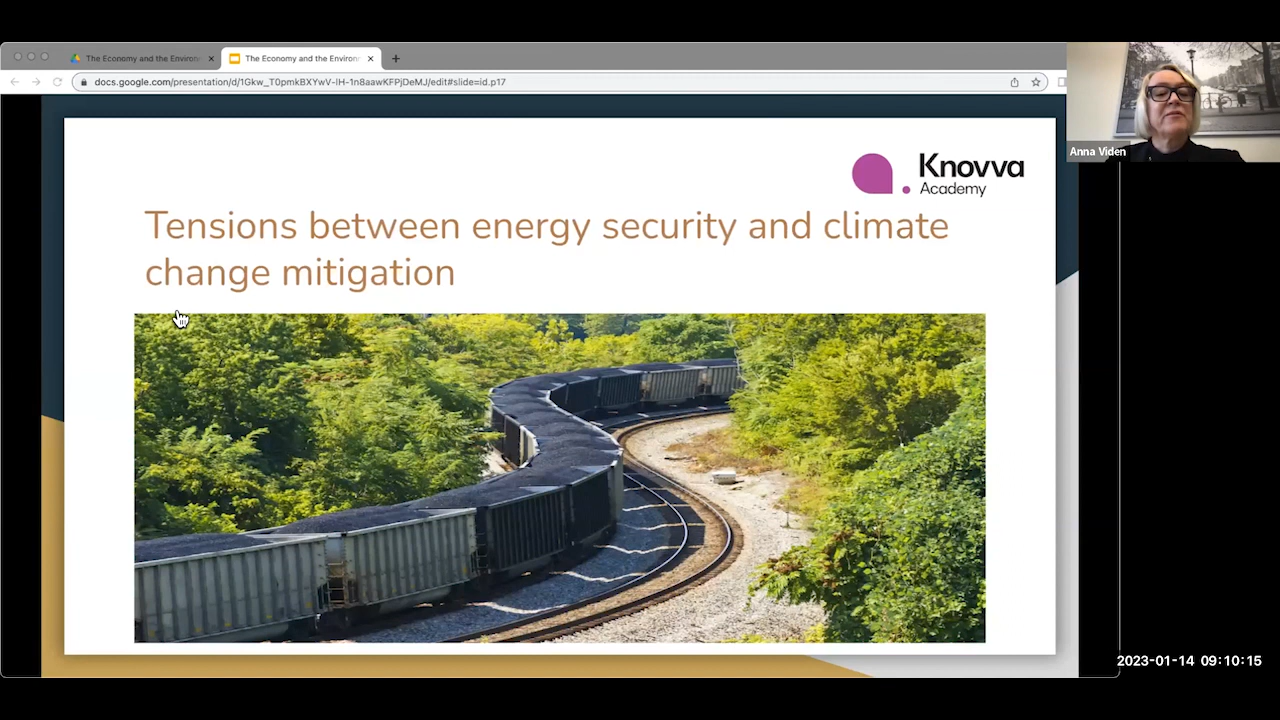 The Economy and the Environ
The Economy and the Environ
docs.google.com/presentation/d/1Gkw_T0pmkBXYwV-lH-1n8aawKFPjDeMJ/edit#slide=id.p17
Anna Viden
Knovva
Academy
Tensions between energy security and climate
change mitigation
2023-01-14 09:10:15